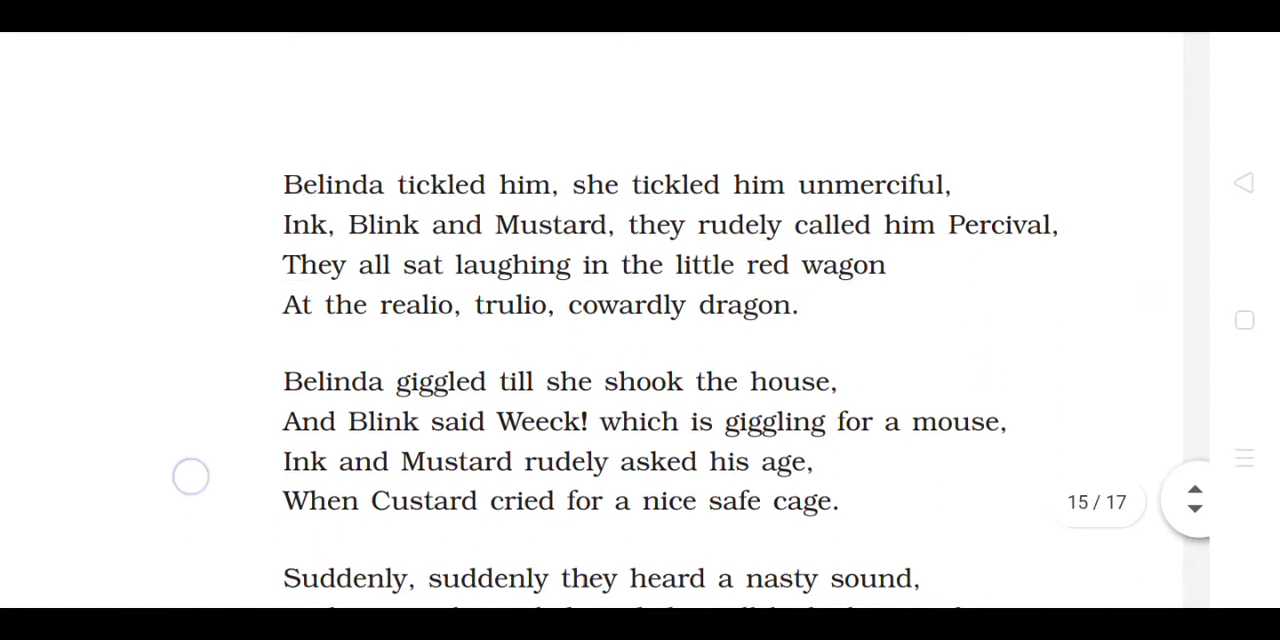 Belinda tickled him, she tickled him unmerciful,
Ink, Blink and Mustard, they rudely called him Percival,
They all sat laughing in the little red wagon
At the realio, trulio, cowardly dragon.
Belinda giggled till she shook the house,
And Blink said Weeck! which is giggling for a mouse,
Ink and Mustard rudely asked his age,
When Custard cried for a nice safe cage.
15 / 17
Suddenly, suddenly they heard a nasty sound,